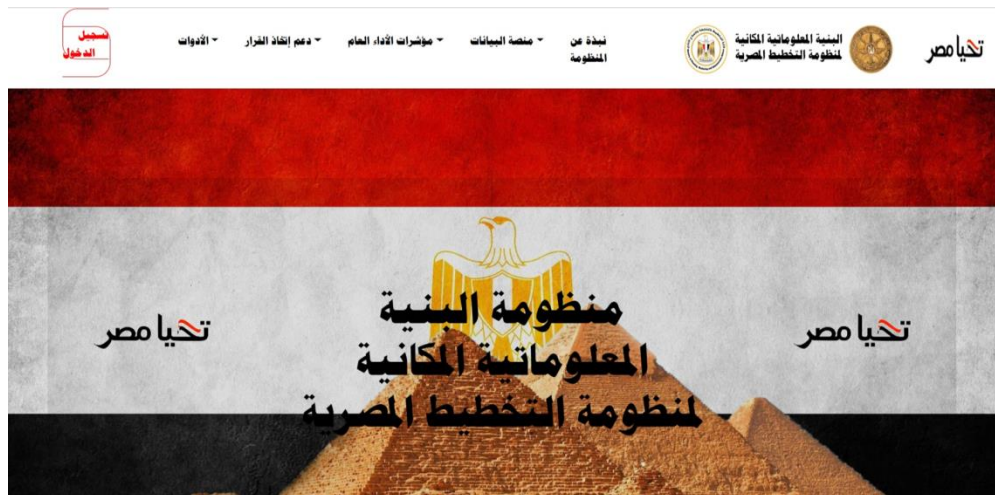 تحيا مصر
البنية المعلوماتية المكانية
لمنظومة التخطيط المصرية
نبذة عن
المنظومة
منصة البيانات
مؤشرات الأداء العام
دعم إتخاذ القرار
الأدوات
تسجيل
الدخول
منظومة البنية
المعلوماتية المكانية
لمنظومة التخطيط المصرية
تحيا مصر
تحيا مصر